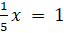 1/5 x = 1